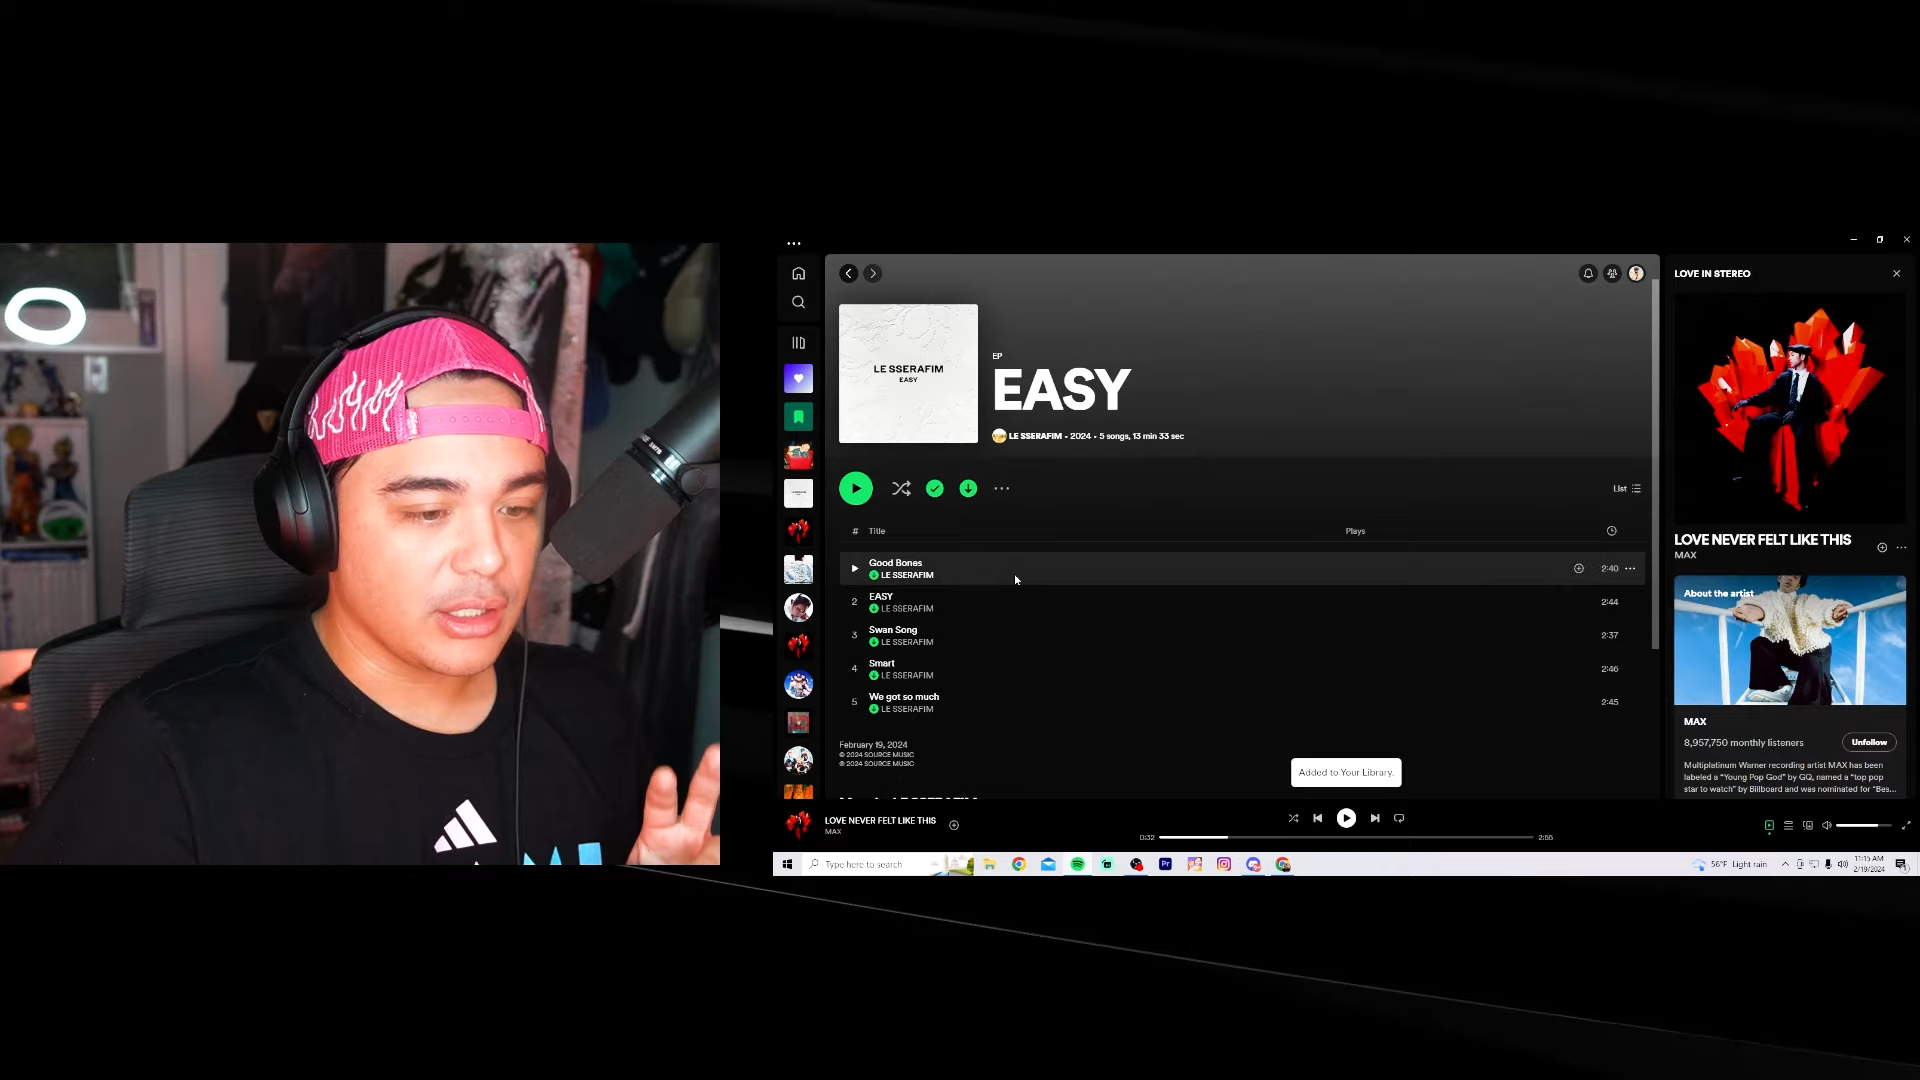 LE SSERAFIM
EASY
EP
EASY
LE SSERAFIM • 2024 • 5 songs, 13 min 33 sec
List
# Title Plays
Good Bones
LE SSERAFIM
2:40
2 EASY
LE SSERAFIM
2:44
3 Swan Song
LE SSERAFIM
2:37
4 Smart
LE SSERAFIM
2:46
5 We got so much
LE SSERAFIM
2:45
February 19, 2024
© 2024 SOURCE MUSIC
℗ 2024 SOURCE MUSIC
Added to Your Library.
LOVE IN STEREO
LOVE NEVER FELT LIKE THIS
MAX
About the artist
MAX
8,957,750 monthly listeners
Unfollow
Multiplatinum Warner recording artist MAX has been
labeled a “Young Pop God” by GQ, named a “top pop
star to watch” by Billboard and was nominated for “Bes...
LOVE NEVER FELT LIKE THIS
MAX
0:32
2:55
Type here to search
Pr
56°F Light rain
11:15 AM
2/19/2024